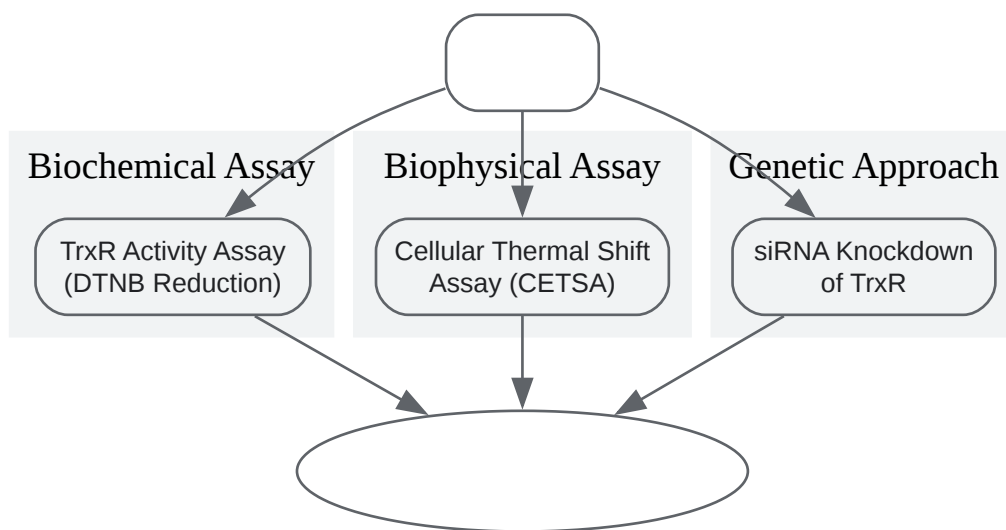 Biochemical Assay
Biophysical Assay
Genetic Approach
TrxR Activity Assay
(DTNB Reduction)
Cellular Thermal Shift
Assay (CETSA)
siRNA Knockdown
of TrxR